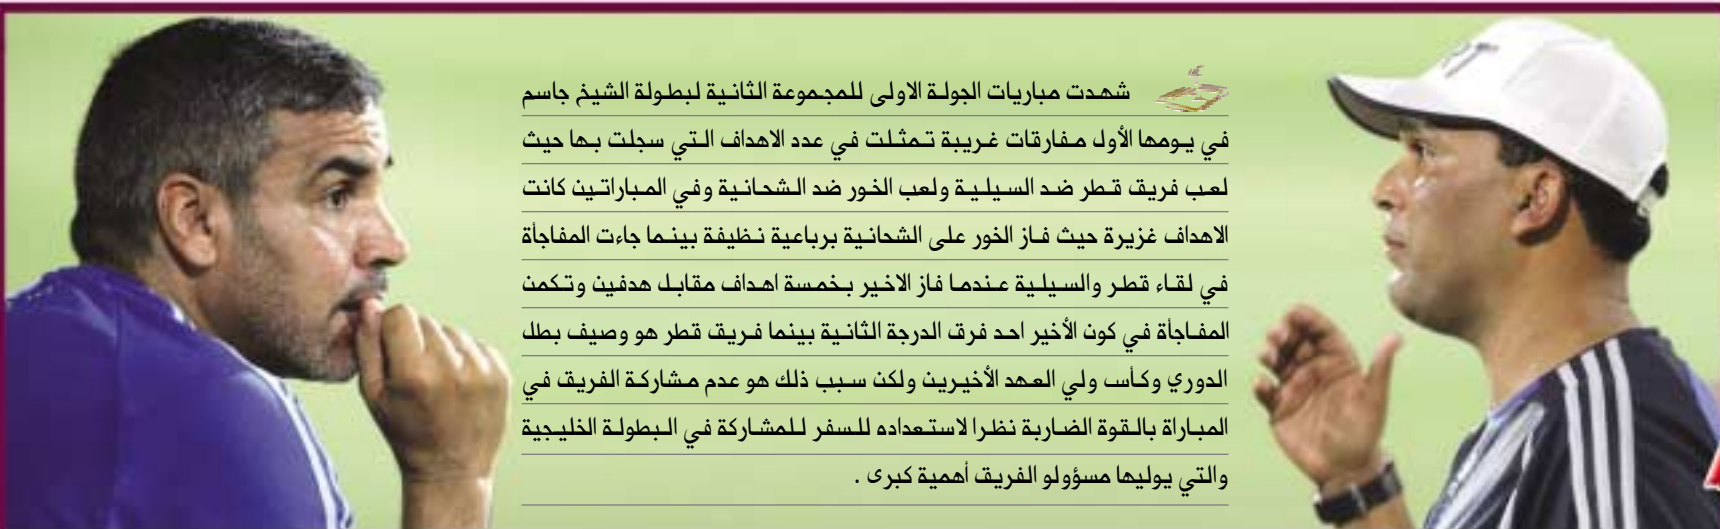 شهدت مباريات الجولة الاولى للمجموعة الثانية لبطولة الشيخ جاسم
في يومها الأول مفارقات غريبة تمثلت في عدد الاهداف التي سجلت بها حيث
لعب فريق قطر ضد السيلية ولعب الخور ضد الشحانية وفي المباراتين كانت
الاهداف غزيرة حيث فاز الخور على الشحانية برباعية نظيفة بينما جاءت المفاجأة
في لقاء قطر والسيلية عندما فاز الاخير بخمسة اهداف مقابل هدفين وتكمن
المفاجأة في كون الأخير احد فرق الدرجة الثانية بينما فريق قطر هو وصيف بطل
الدوري وكأس ولي العهد الأخيرين ولكن سبب ذلك هو عدم مشاركة الفريق في
المباراة بالقوة الضاربة نظرا لاستعداده للسفر للمشاركة في البطولة الخليجية
والتي يوليها مسؤولو الفريق أهمية كبرى .